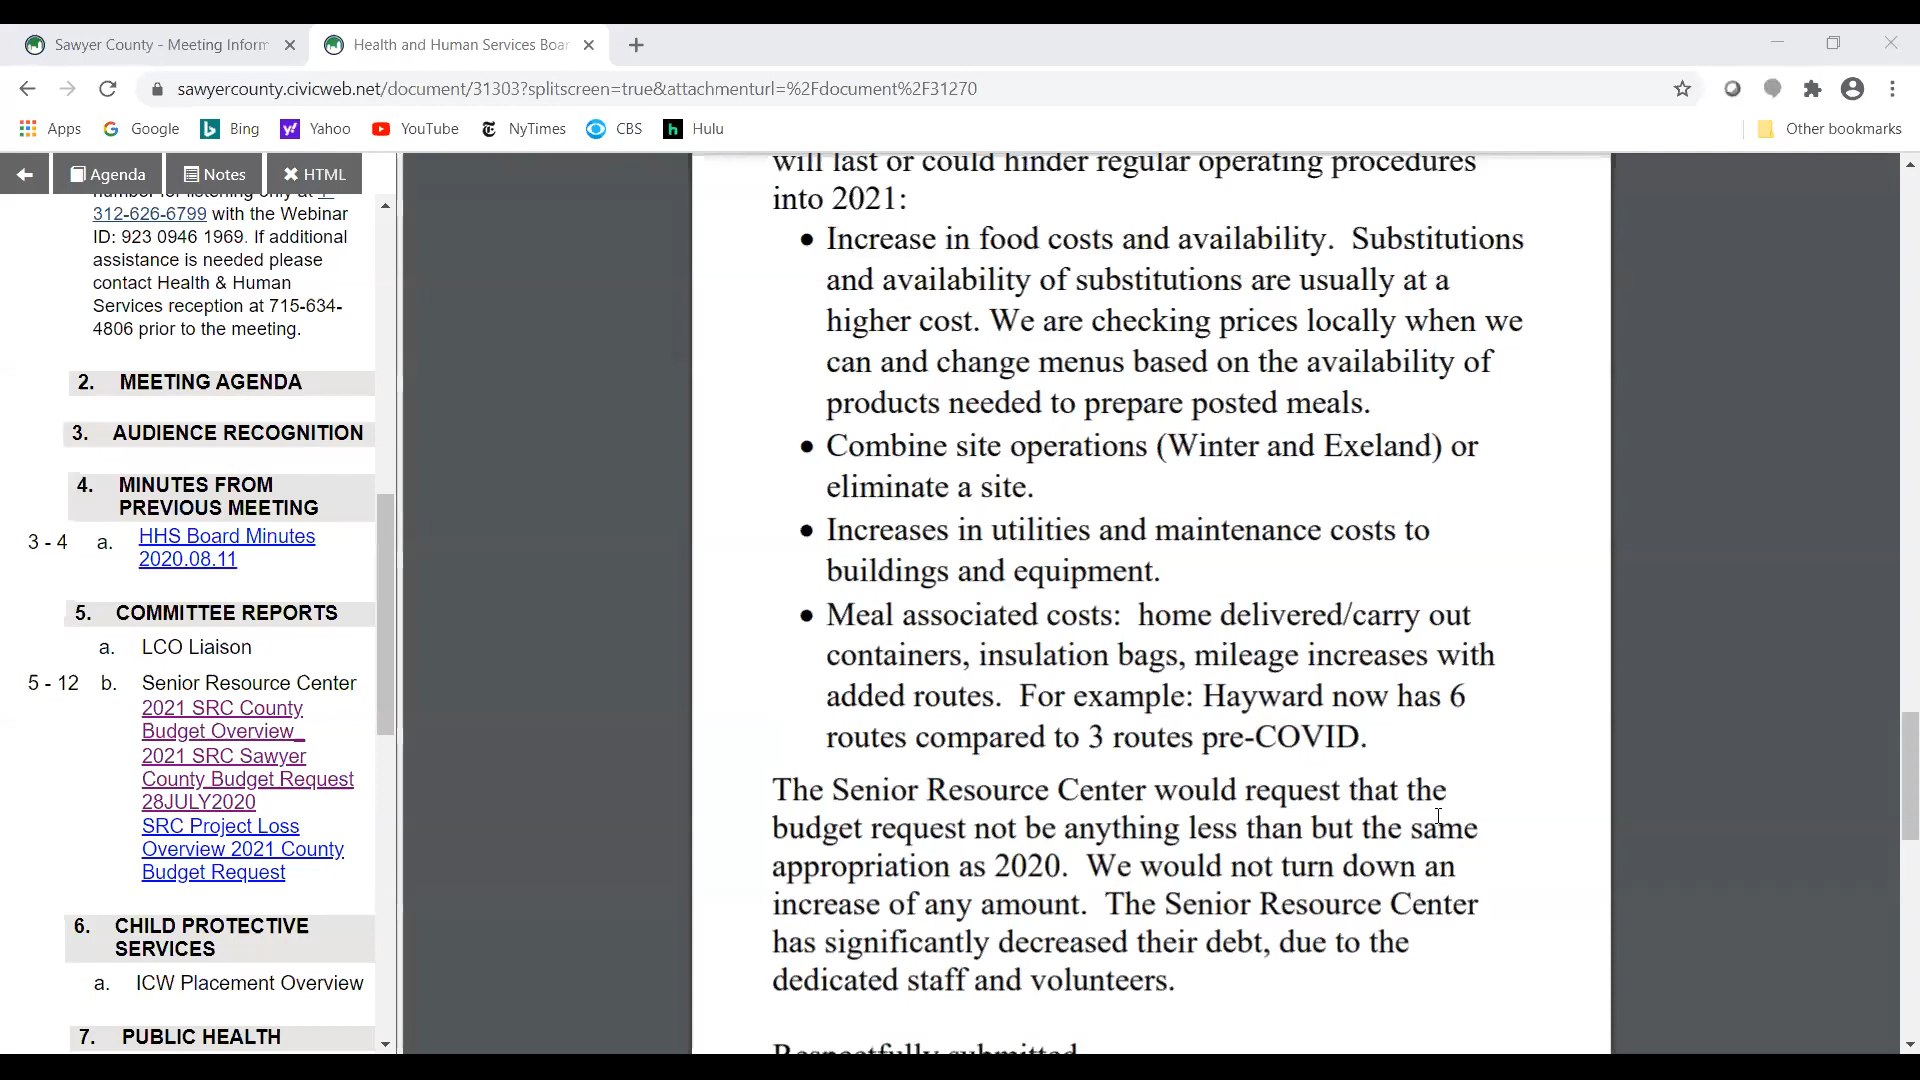 Sawyer County - Meeting Inform
Health and Human Services Boar
sawyercounty.civicweb.net/document/31303?splitscreen=true&attachmenturl=%2Fdocument%2F31270
Apps
Google
Bing
Yahoo
YouTube
NyTimes
CBS
Hulu
Other bookmarks
Agenda
Notes
HTML
number for listening only at 1-
312-626-6799 with the Webinar
ID: 923 0946 1969. If additional
assistance is needed please
contact Health & Human
Services reception at 715-634-
4806 prior to the meeting.
2. MEETING AGENDA
3. AUDIENCE RECOGNITION
4. MINUTES FROM
PREVIOUS MEETING
3 - 4 a. HHS Board Minutes
2020.08.11
5. COMMITTEE REPORTS
a. LCO Liaison
5 - 12 b. Senior Resource Center
2021 SRC County
Budget Overview_
2021 SRC Sawyer
County Budget Request
28JULY2020
SRC Project Loss
Overview 2021 County
Budget Request
6. CHILD PROTECTIVE
SERVICES
a. ICW Placement Overview
7. PUBLIC HEALTH
will last or could hinder regular operating procedures
into 2021:
• Increase in food costs and availability. Substitutions
and availability of substitutions are usually at a
higher cost. We are checking prices locally when we
can and change menus based on the availability of
products needed to prepare posted meals.
• Combine site operations (Winter and Exeland) or
eliminate a site.
• Increases in utilities and maintenance costs to
buildings and equipment.
• Meal associated costs: home delivered/carry out
containers, insulation bags, mileage increases with
added routes. For example: Hayward now has 6
routes compared to 3 routes pre-COVID.
The Senior Resource Center would request that the
budget request not be anything less than but the same
appropriation as 2020. We would not turn down an
increase of any amount. The Senior Resource Center
has significantly decreased their debt, due to the
dedicated staff and volunteers.
Respectfully submitted